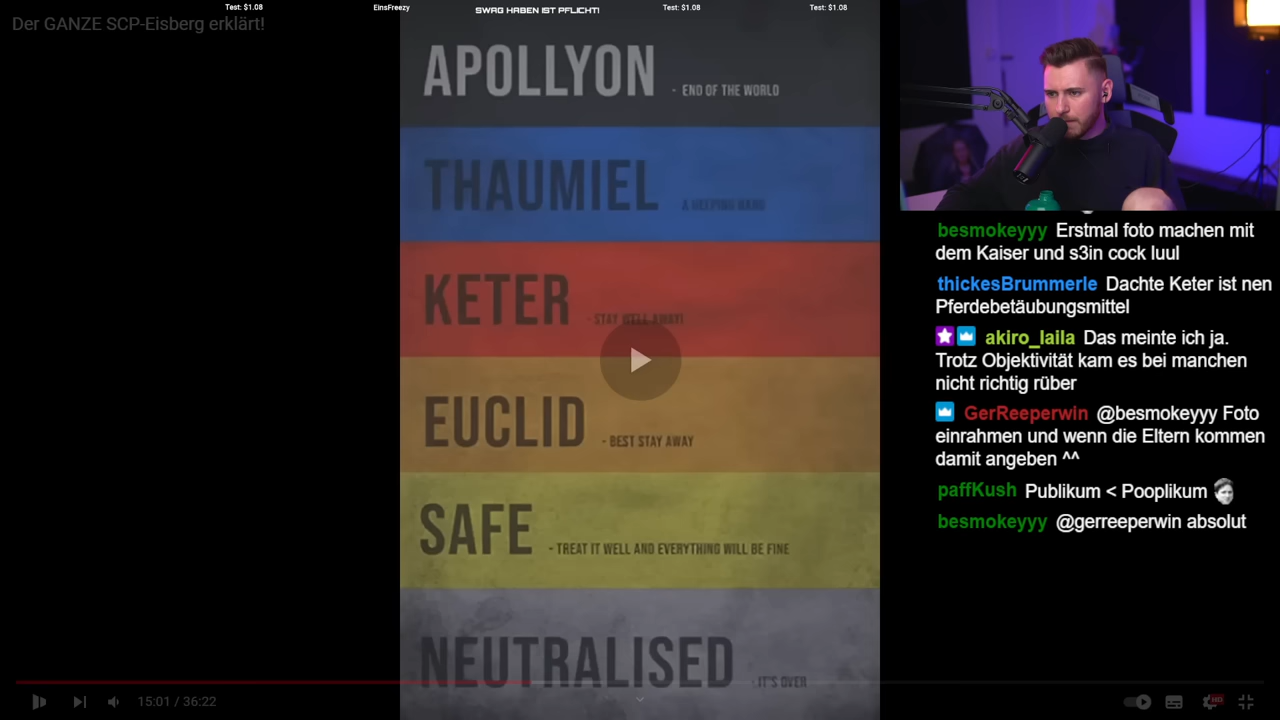 Test: $1.08
EinsFreezy
SWAG HABEN IST PFLICHT!
Test: $1.08
Test: $1.08
Der GANZE SCP-Eisberg erklärt!
APOLLYON - END OF THE WORLD
THAUMIEL
KETER - STAY WELL AWAY!
EUCLID - BEST STAY AWAY
SAFE - TREAT IT WELL AND EVERYTHING WILL BE FINE
NEUTRALISED - IT'S OVER
besmokeyyy Erstmal foto machen mit
dem Kaiser und s3in cock luul
thickesBrummerle Dachte Keter ist nen
Pferdebetäubungsmittel
akiro_laila Das meinte ich ja.
Trotz Objektivität kam es bei manchen
nicht richtig rüber
GerReeperwin @besmokeyyy Foto
einrahmen und wenn die Eltern kommen
damit angeben ^^
paffKush Publikum < Pooplikum
besmokeyyy @gerreeperwin absolut
15:01 / 36:22
HD